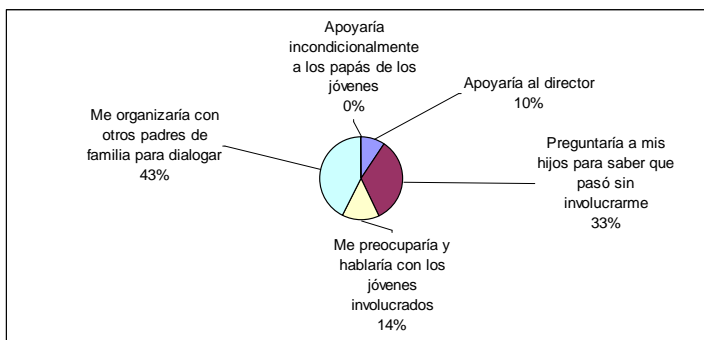 Apoyaría
incondicionalmente
a los papás de los
jóvenes
0%
Apoyaría al director
10%
Me organizaría con
otros padres de
familia para dialogar
43%
Preguntaría a mis
hijos para saber que
pasó sin
involucrarme
33%
Me preocuparía y
hablaría con los
jóvenes
involucrados
14%